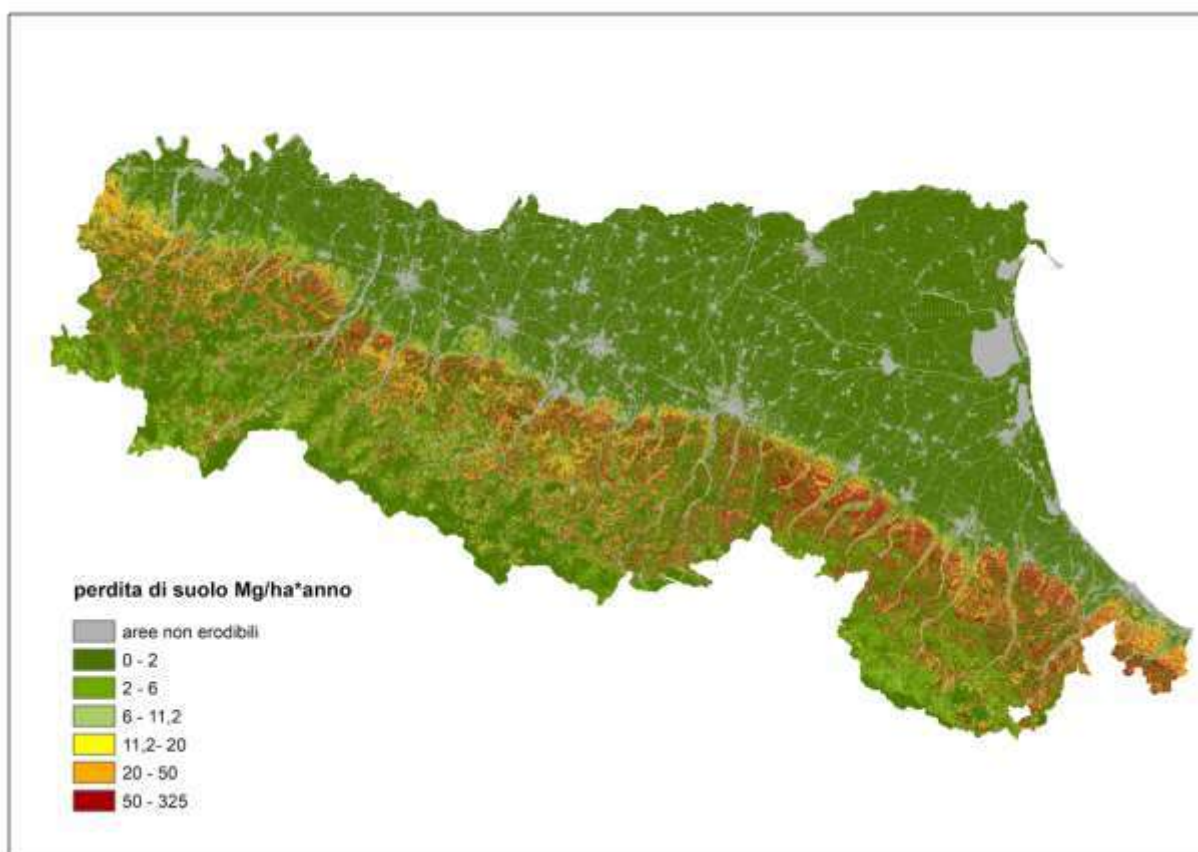 perdita di suolo Mg/ha*anno
aree non erodibili
0 - 2
2 - 6
6 - 11,2
11,2- 20
20 - 50
50 - 325